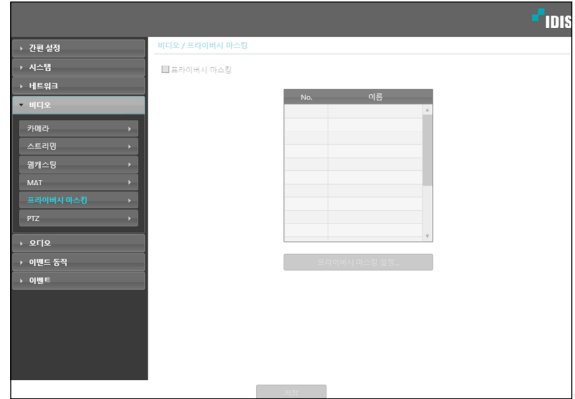 IDIS
간편 설정
시스템
네트워크
비디오
카메라
스트리밍
웹캐스팅
MAT
프라이버시 마스킹
PTZ
오디오
이벤트 동작
이벤트
비디오 / 프라이버시 마스킹
프라이버시 마스킹
No. 이름
프라이버시 마스킹 설정...
저장